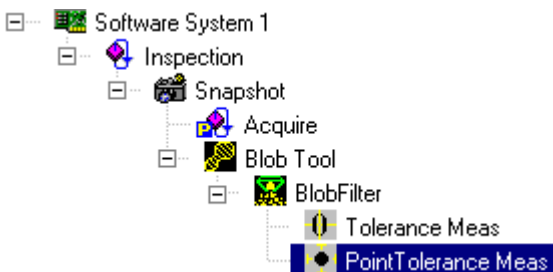 Software System 1
Inspection
Snapshot
Acquire
Blob Tool
BlobFilter
Tolerance Meas
PointTolerance Meas